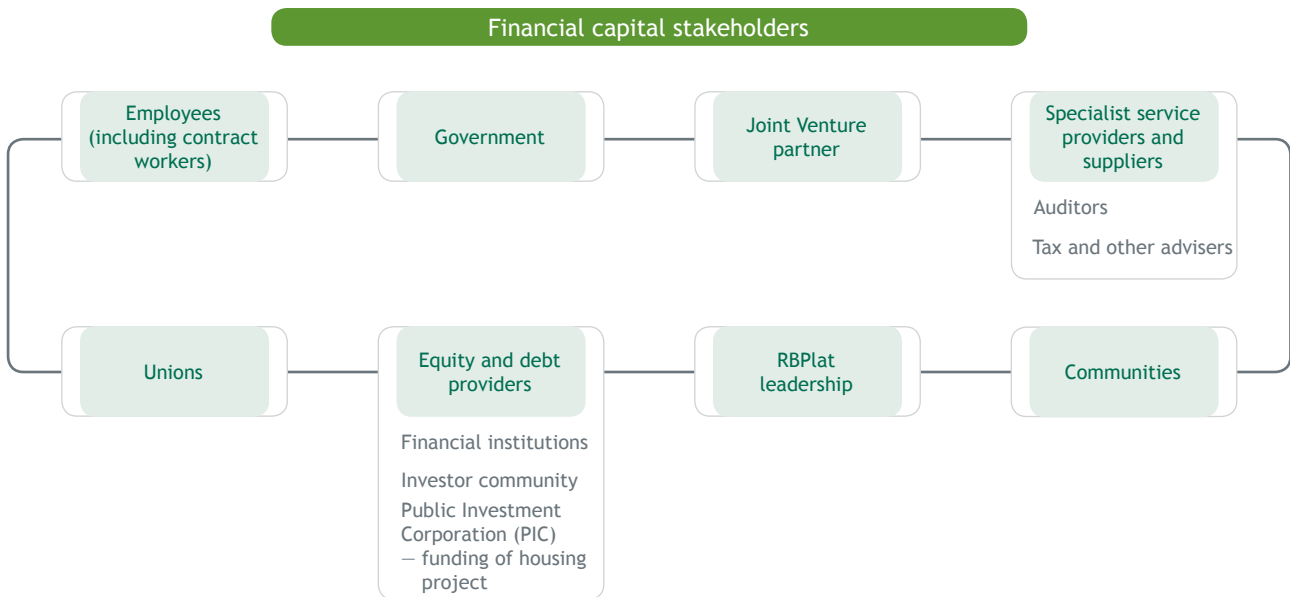 Financial capital stakeholders
Employees
(including contract
workers)
Government
Joint Venture
partner
Specialist service
providers and
suppliers
Auditors
Tax and other advisers
Unions
Equity and debt
providers
Financial institutions
Investor community
Public Investment
Corporation (PIC)
— funding of housing
project
RBPlat
leadership
Communities